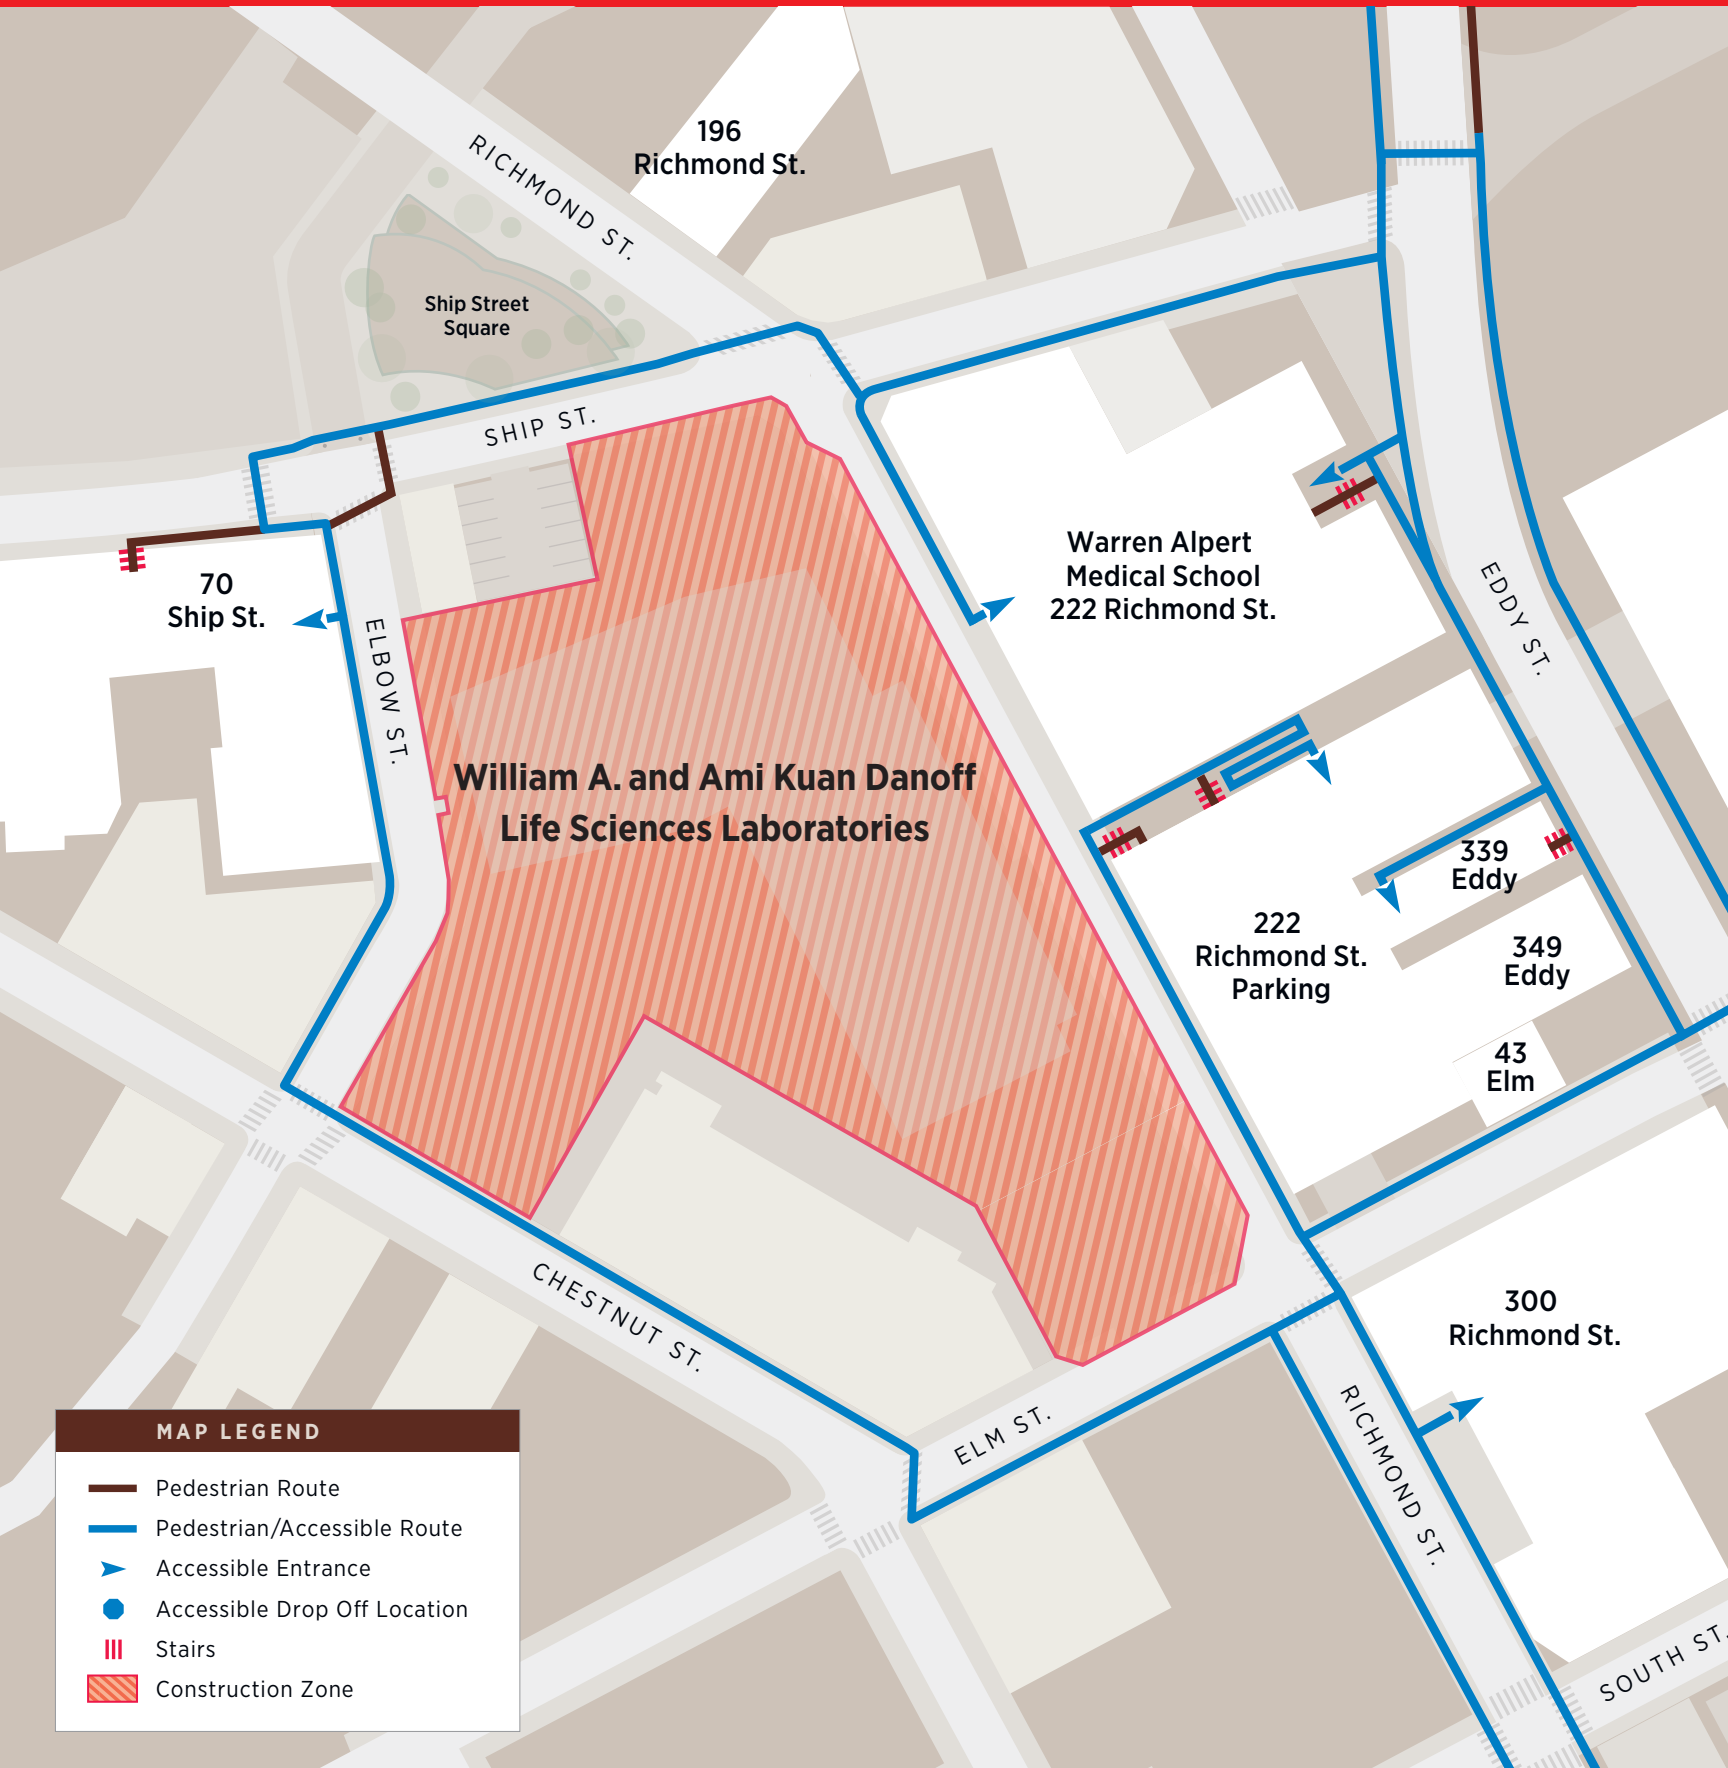 196
Richmond St.
RICHMOND ST.
Ship Street
Square
SHIP ST.
Warren Alpert
Medical School
222 Richmond St.
70
Ship St.
EDDY ST.
ELBOW ST.
William A. and Ami Kuan Danoff
Life Sciences Laboratories
339
Eddy
222
Richmond St.
Parking
349
Eddy
43
Elm
CHESTNUT ST.
300
Richmond St.
ELM ST.
RICHMOND ST.
SOUTH ST.
MAP LEGEND
Pedestrian Route
Pedestrian/Accessible Route
Accessible Entrance
Accessible Drop Off Location
Stairs
Construction Zone